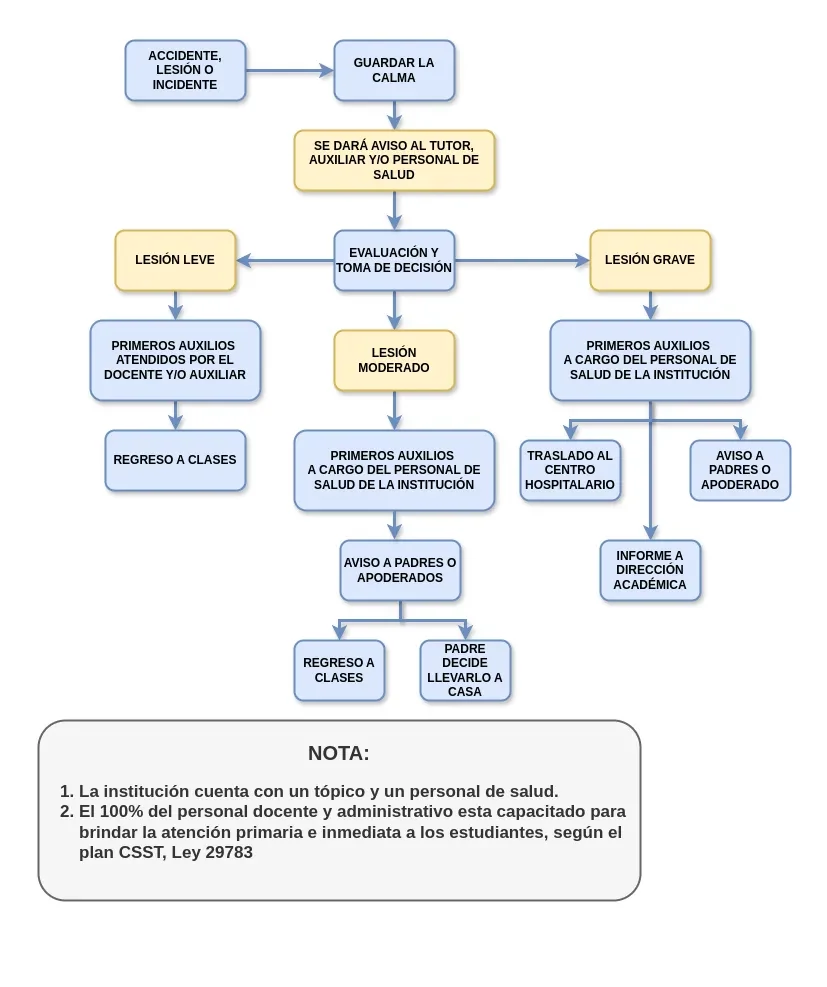 ACCIDENTE,
LESIÓN O
INCIDENTE
GUARDAR LA
CALMA
SE DARÁ AVISO AL TUTOR,
AUXILIAR Y/O PERSONAL DE
SALUD
LESIÓN LEVE
EVALUACIÓN Y
TOMA DE DECISIÓN
LESIÓN GRAVE
PRIMEROS AUXILIOS
ATENDIDOS POR EL
DOCENTE Y/O AUXILIAR
LESIÓN
MODERADO
PRIMEROS AUXILIOS
A CARGO DEL PERSONAL DE
SALUD DE LA INSTITUCIÓN
REGRESO A CLASES
PRIMEROS AUXILIOS
A CARGO DEL PERSONAL DE
SALUD DE LA INSTITUCIÓN
TRASLADO AL
CENTRO
HOSPITALARIO
AVISO A
PADRES O
APODERADO
AVISO A PADRES O
APODERADOS
INFORME A
DIRECCIÓN
ACADÉMICA
REGRESO A
CLASES
PADRE
DECIDE
LLEVARLO A
CASA
NOTA:
1. La institución cuenta con un tópico y un personal de salud.
2. El 100% del personal docente y administrativo esta capacitado para
brindar la atención primaria e inmediata a los estudiantes, según el
plan CSST, Ley 29783